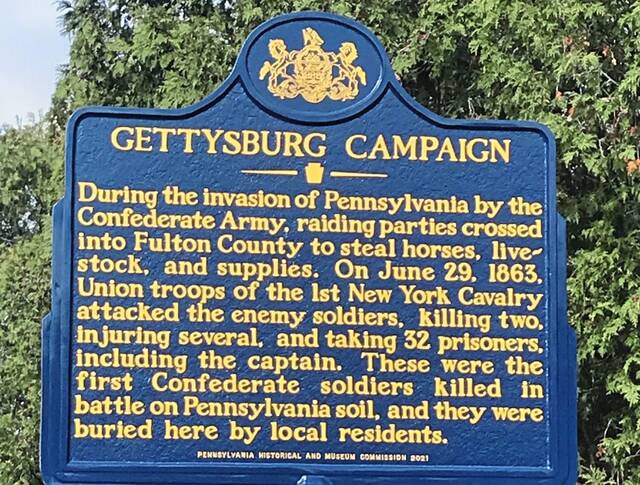 GETTYSBURG CAMPAIGN
During the invasion of Pennsylvania by the
Confederate Army, raiding parties crossed
into Fulton County to steal horses, live-
stock, and supplies. On June 29, 1863,
Union troops of the 1st New York Cavalry
attacked the enemy soldiers, killing two,
injuring several, and taking 32 prisoners,
including the captain. These were the
first Confederate soldiers killed in
battle on Pennsylvania soil, and they were
buried here by local residents.
PENNSYLVANIA HISTORICAL AND MUSEUM COMMISSION 2021